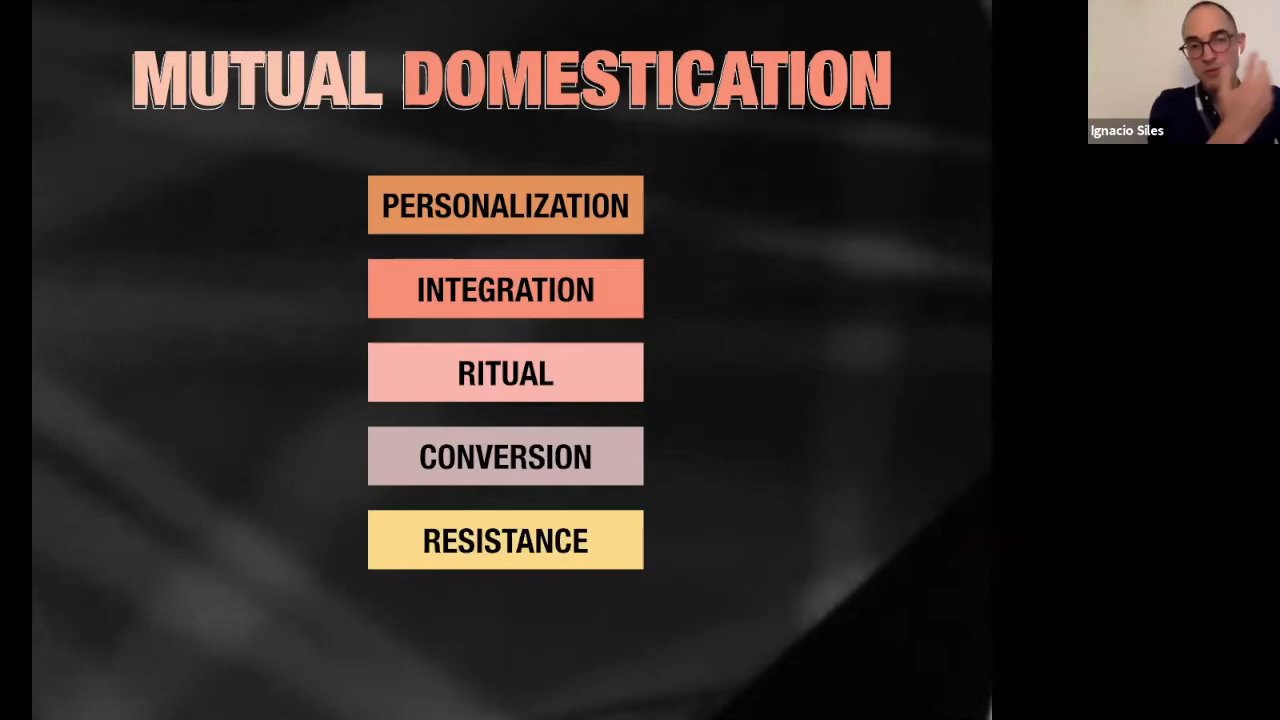 MUTUAL DOMESTICATION
PERSONALIZATION
INTEGRATION
RITUAL
CONVERSION
RESISTANCE
Ignacio Siles